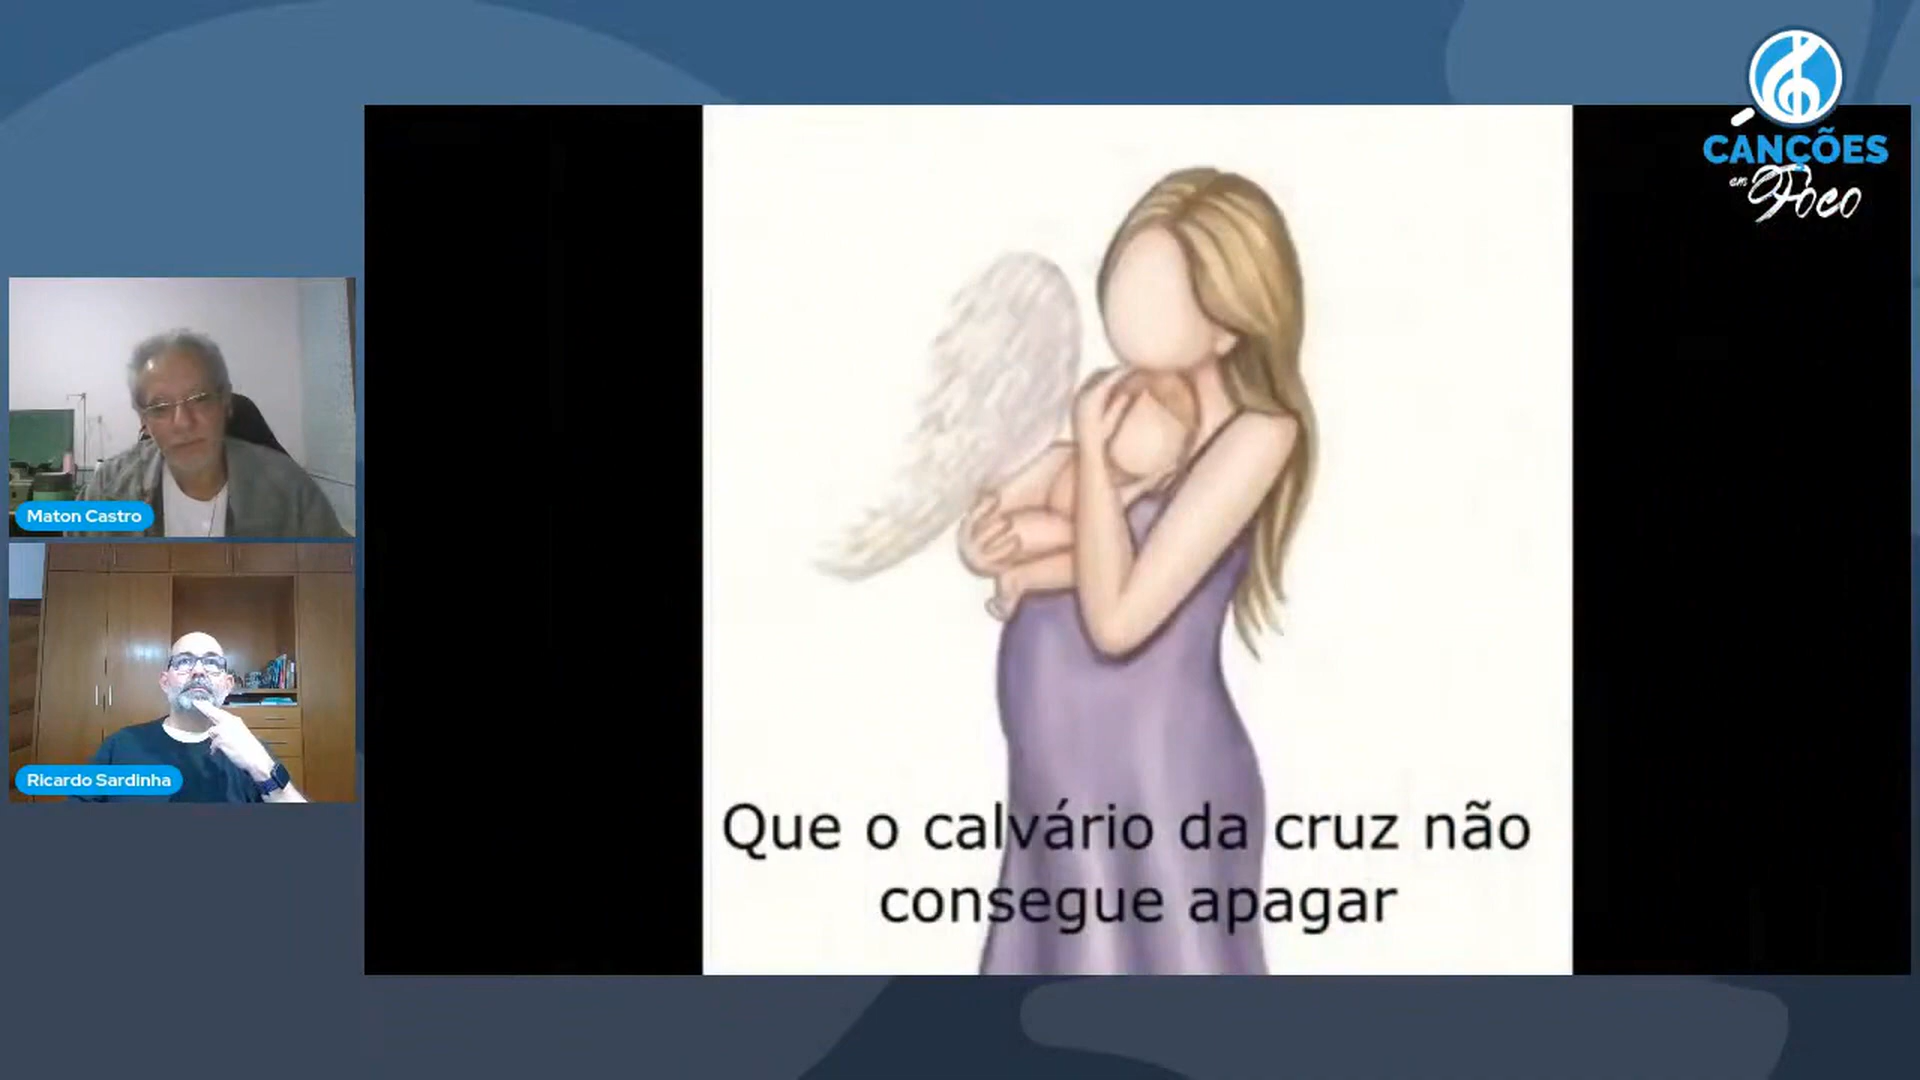 CANÇÕES
em
Foco
Maton Castro
Ricardo Sardinha
Que o calvário da cruz não
consegue apagar